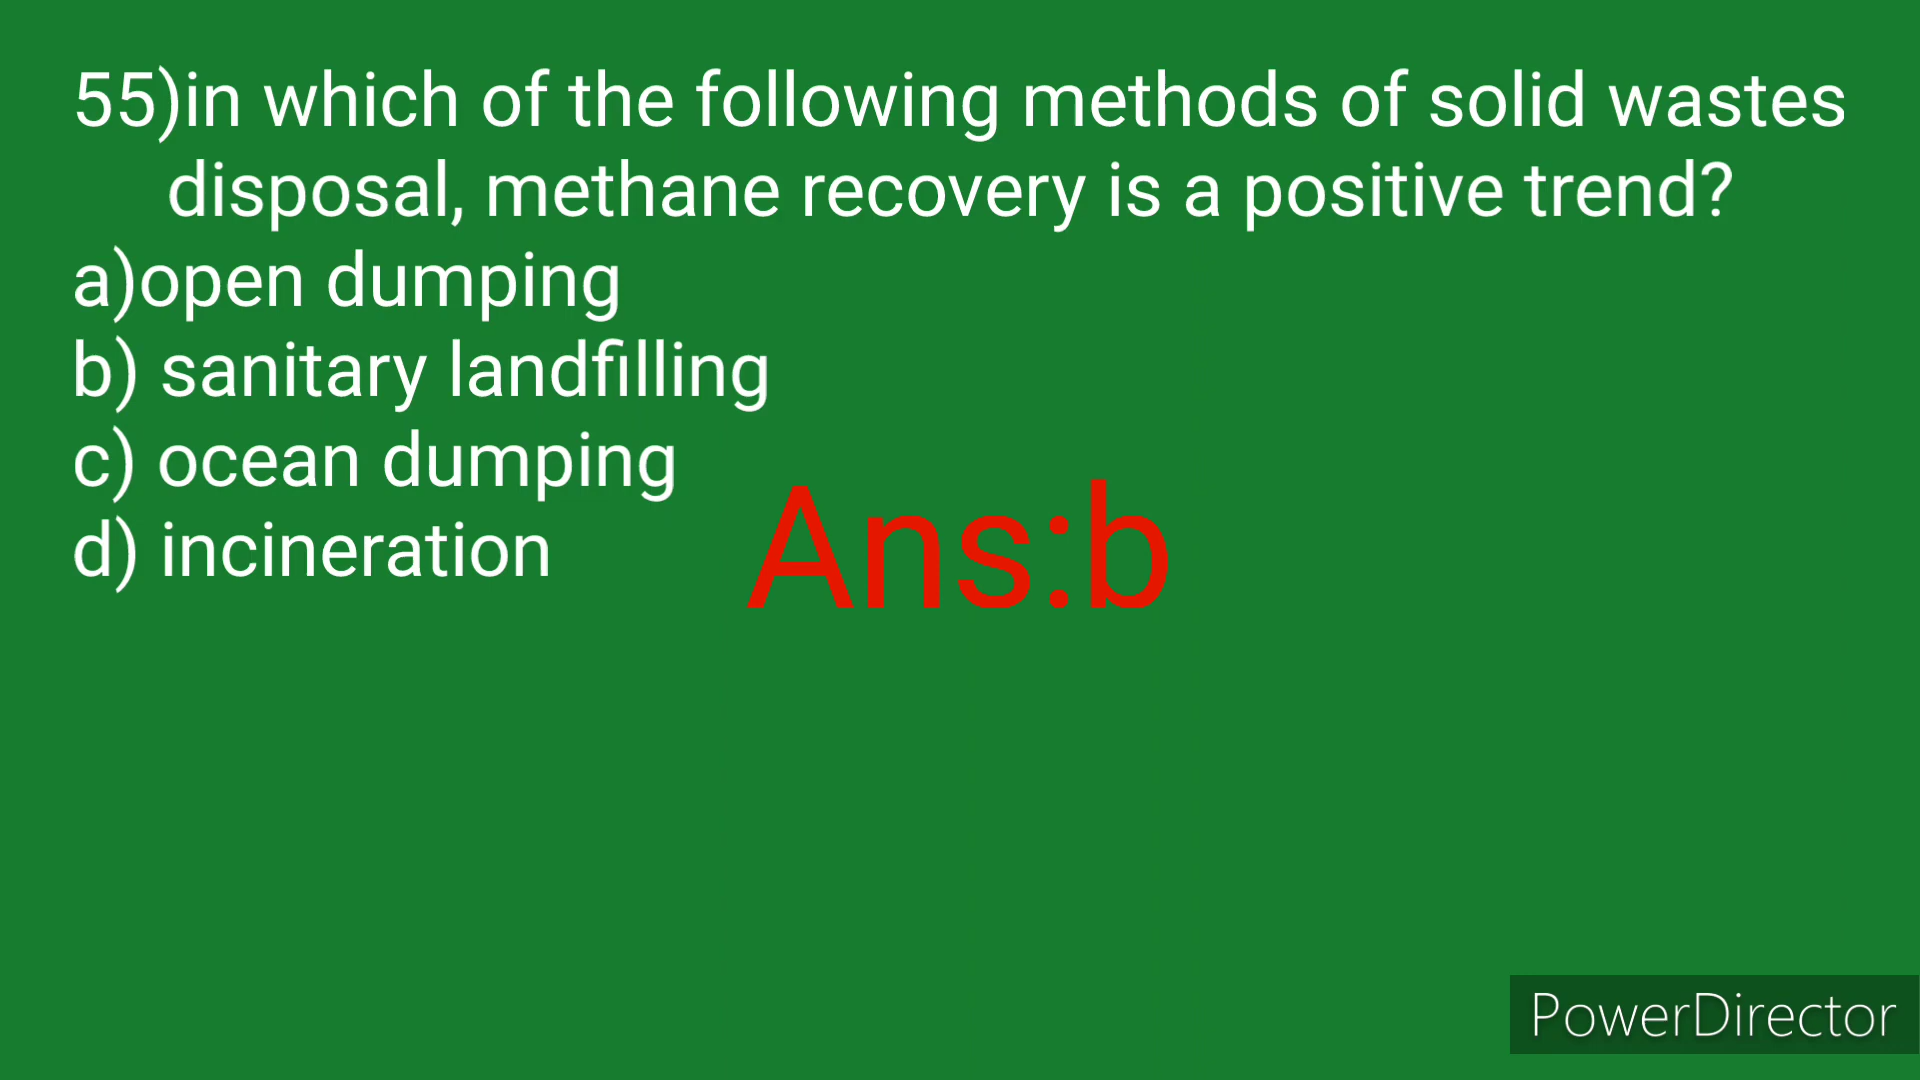 55)in which of the following methods of solid wastes
disposal, methane recovery is a positive trend?
a)open dumping
b) sanitary landfilling
c) ocean dumping
d) incineration
Ans:b
PowerDirector